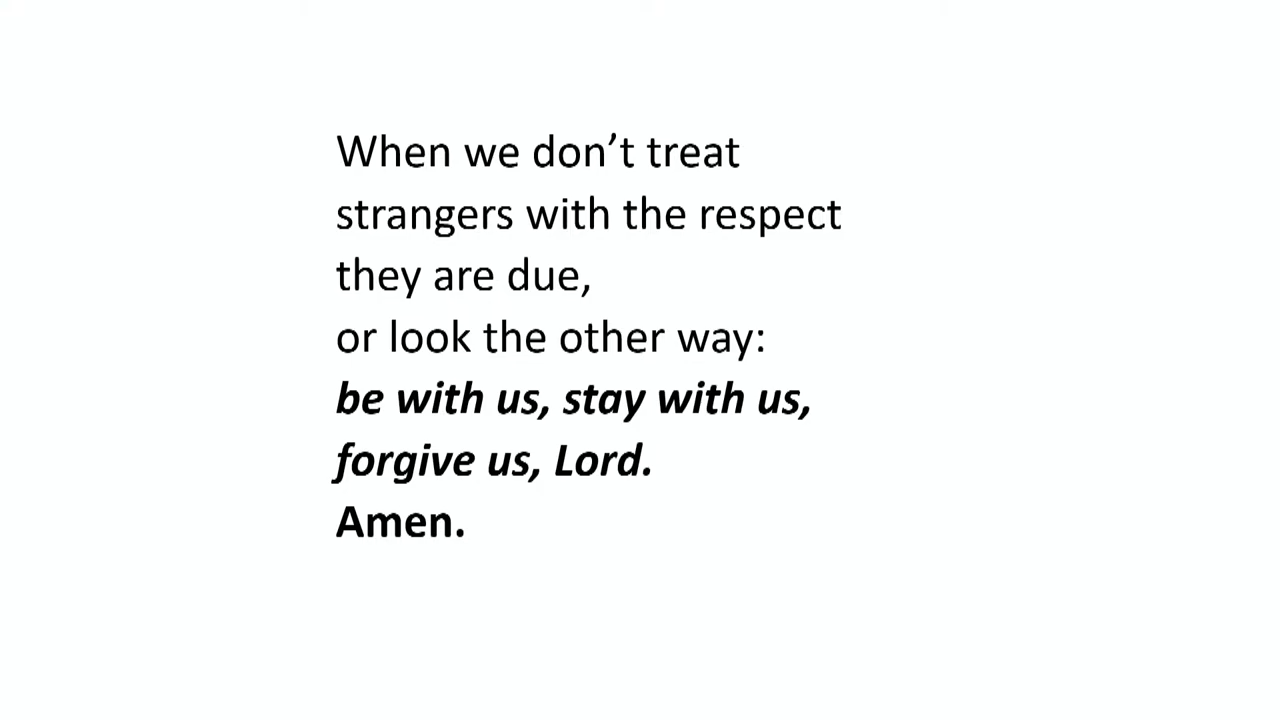 When we don’t treat
strangers with the respect
they are due,
or look the other way:
be with us, stay with us,
forgive us, Lord.
Amen.